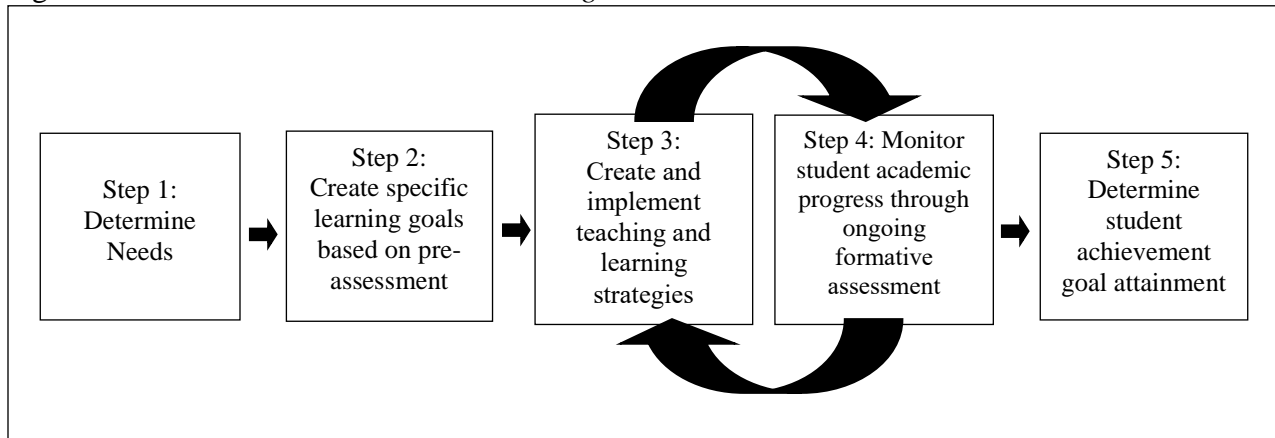 Step 1:
Determine
Needs
Step 2:
Create specific
learning goals
based on pre-
assessment
Step 3:
Create and
implement
teaching and
learning
strategies
Step 4: Monitor
student academic
progress through
ongoing
formative
assessment
Step 5:
Determine
student
achievement
goal attainment